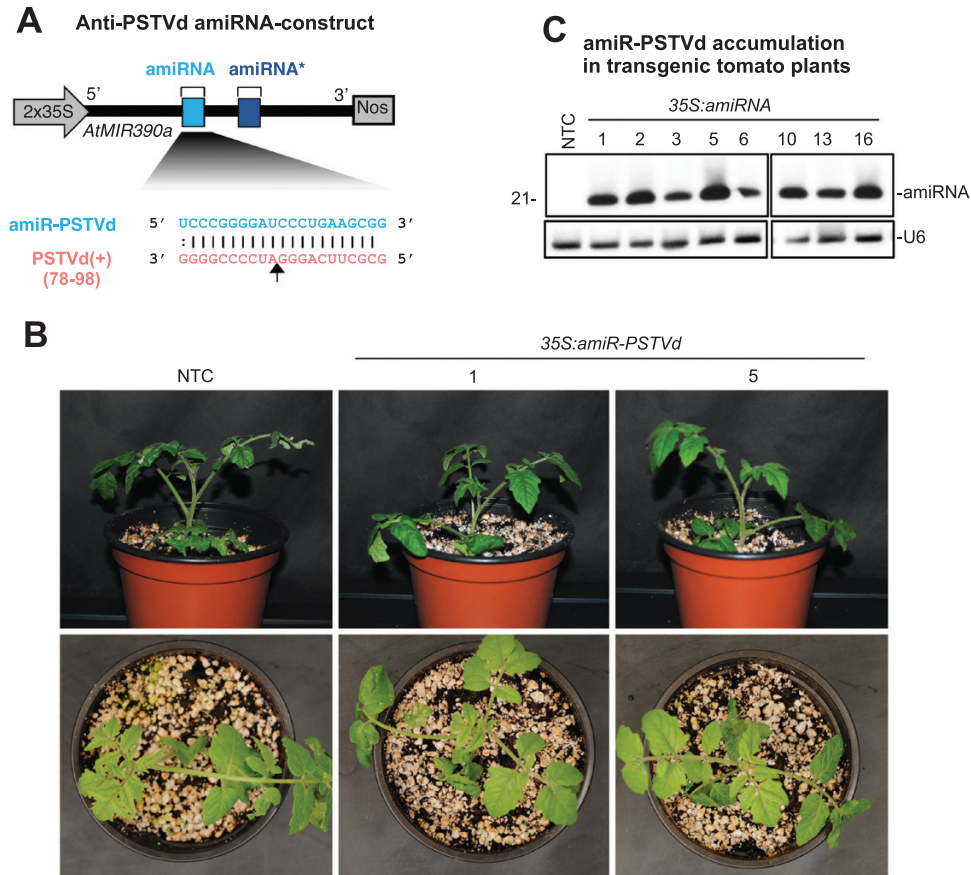 A
Anti-PSTVd amiRNA-construct
amiRNA amiRNA*
5’ 3’
2x35S Nos
AtMIR390a
amiR-PSTVd 5’ UCCCGGGGAUCCCUGAAGCGG 3’
PSTVd(+) 3’ GGGGCCCCUAGGGACUUCGCG 5’
(78-98)
C
amiR-PSTVd accumulation
in transgenic tomato plants
35S:amiRNA
NTC 1 2 3 5 6 10 13 16
21- -amiRNA
-U6
B
35S:amiR-PSTVd
NTC 1 5